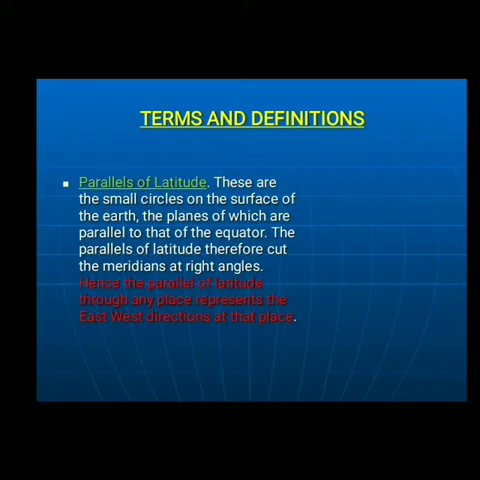 TERMS AND DEFINITIONS
Parallels of Latitude. These are
the small circles on the surface of
the earth, the planes of which are
parallel to that of the equator. The
parallels of latitude therefore cut
the meridians at right angles.
Hence the parallel of latitude
through any place represents the
East West directions at that place.